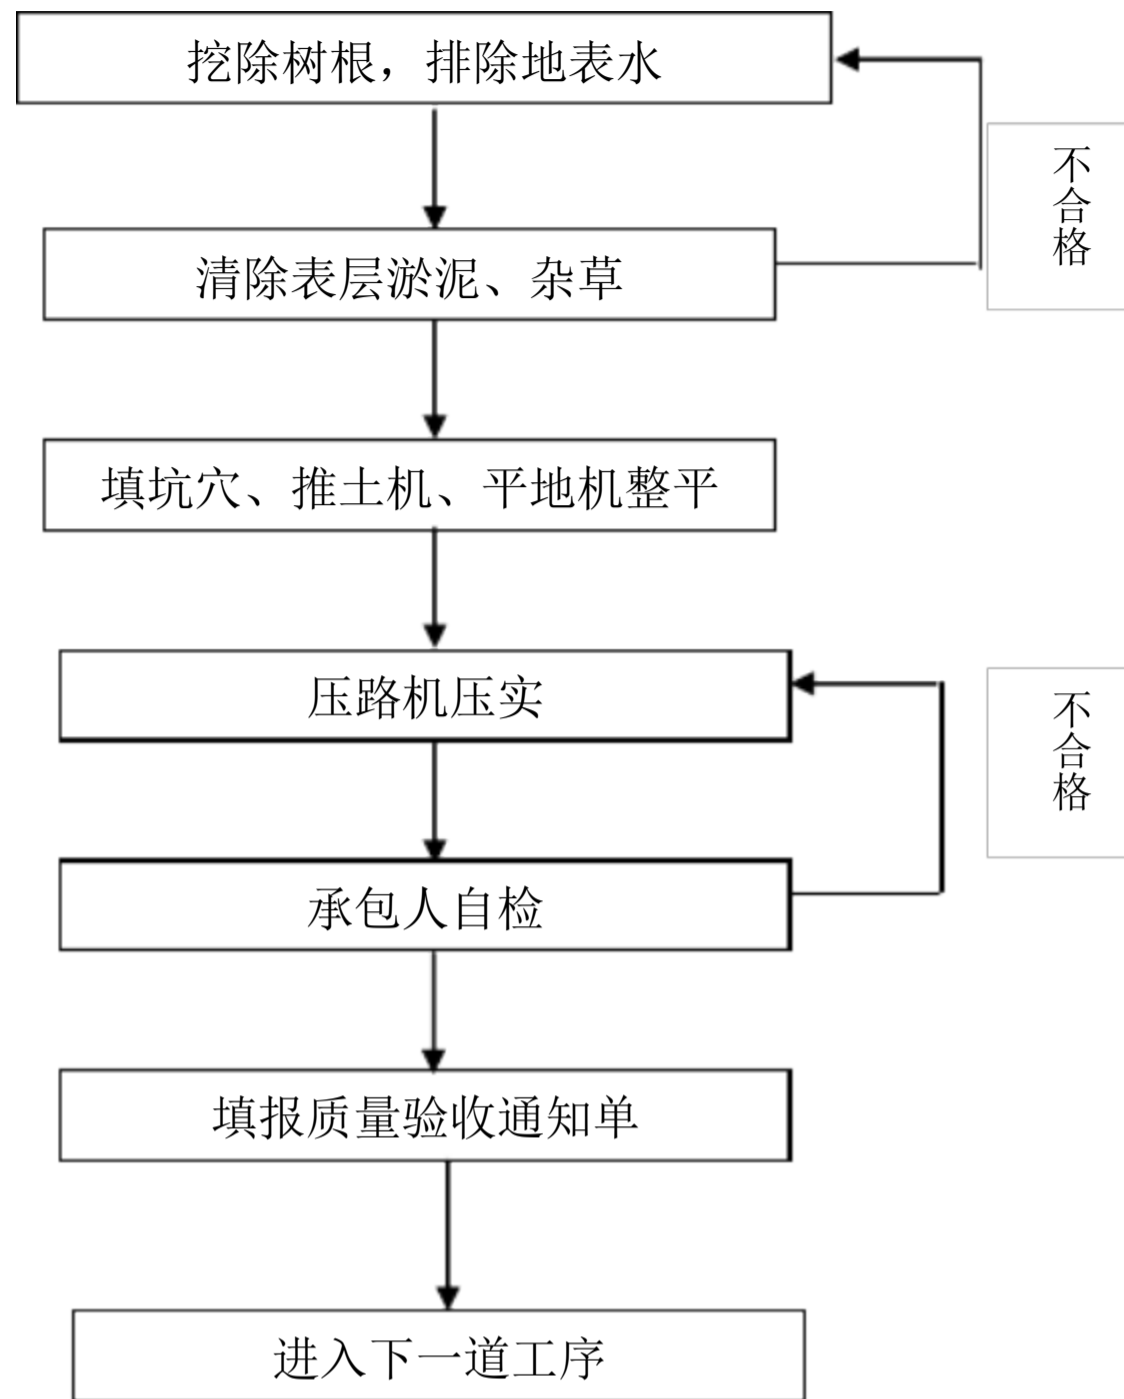 挖除树根，排除地表水
不合格
清除表层淤泥、杂草
填坑穴、推土机、平地机整平
压路机压实
不合格
承包人自检
填报质量验收通知单
进入下一道工序